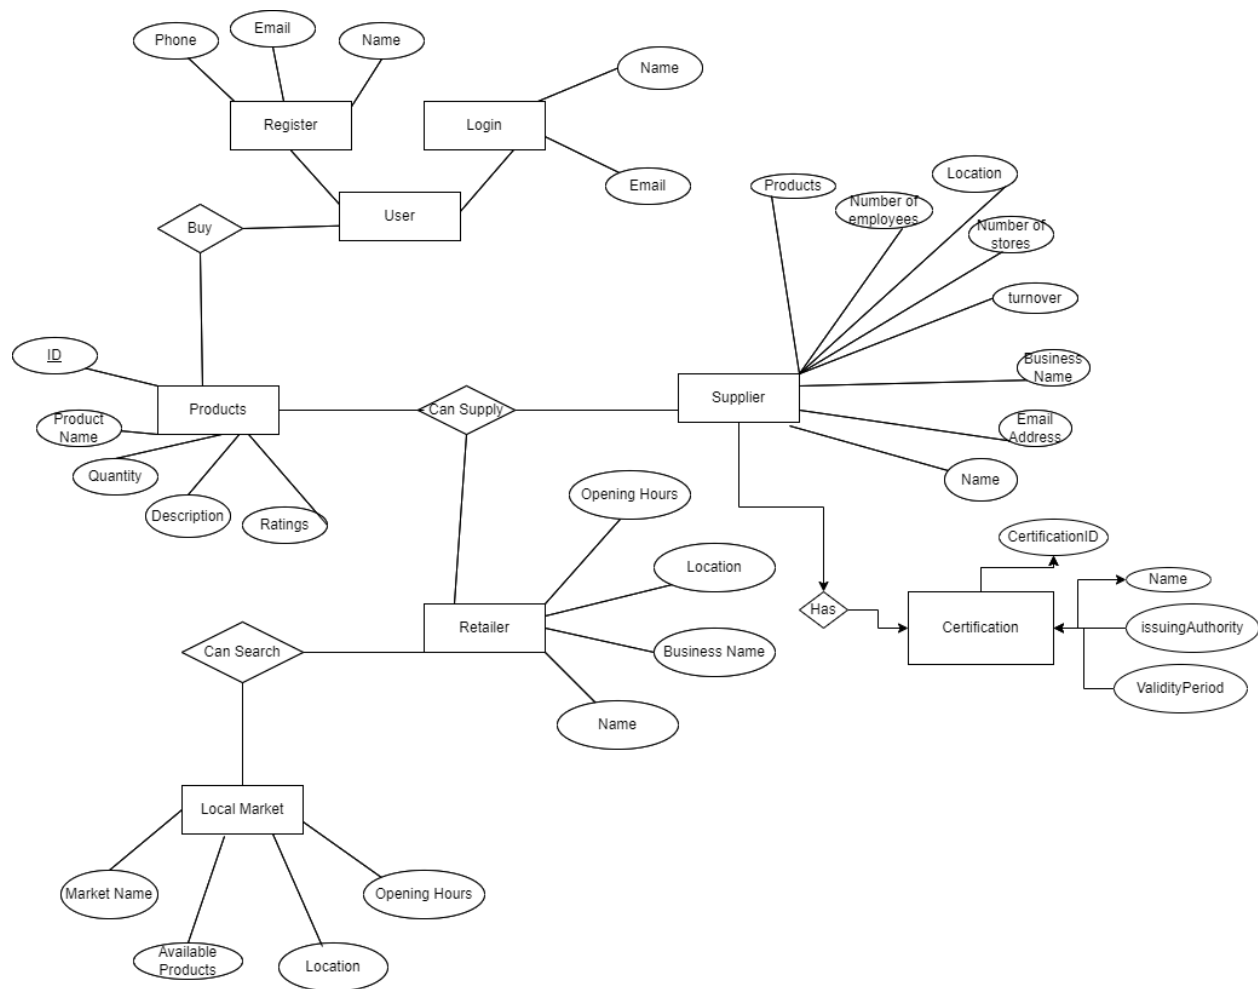 Phone
Email
Name
Register
Login
Name
Email
User
Buy
Products
Number of
employees
Location
Number of
stores
turnover
Business
Name
Email
Address
Name
Supplier
ID
Products
Product
Name
Quantity
Description
Ratings
Can Supply
Opening Hours
Location
Business Name
Name
Retailer
Has
CertificationID
Name
issuingAuthority
ValidityPeriod
Certification
Can Search
Local Market
Market Name
Available
Products
Location
Opening Hours